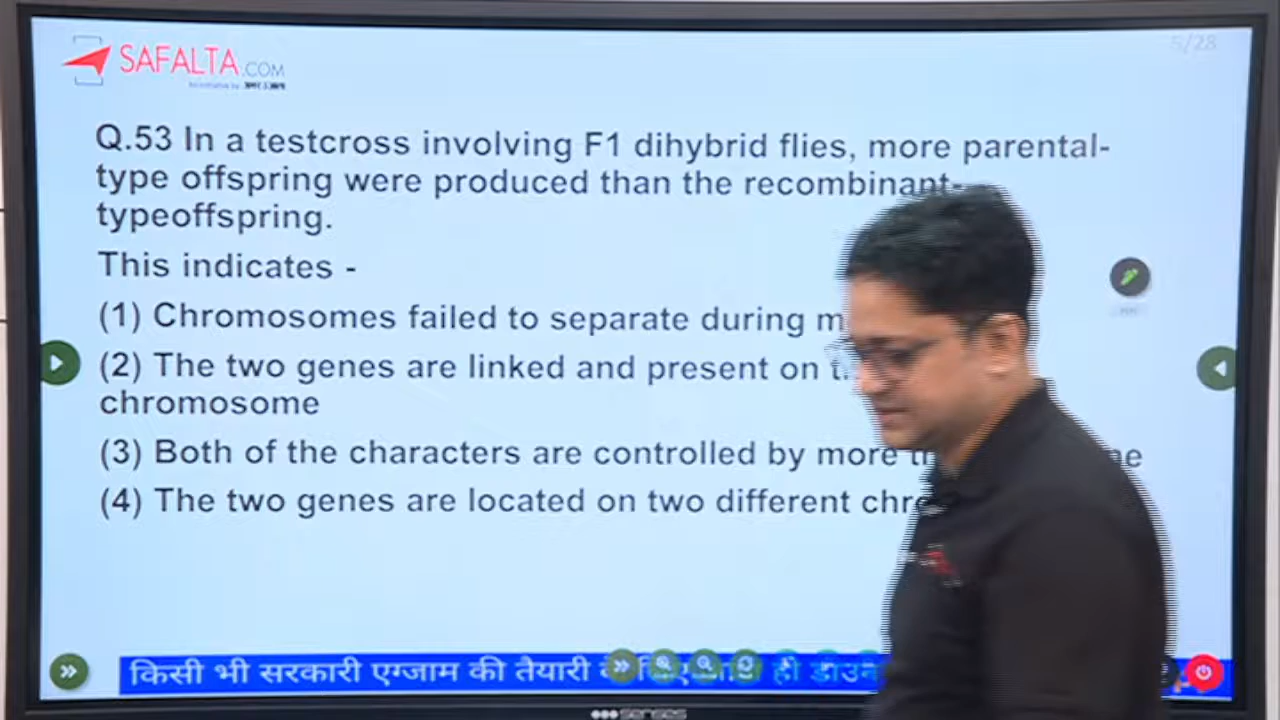 5/28
SAFALTA.COM
Q.53 In a testcross involving F1 dihybrid flies, more parental-
type offspring were produced than the recombinant-
typeoffspring.
This indicates -
(1) Chromosomes failed to separate during
(2) The two genes are linked and present on
chromosome
(3) Both of the characters are controlled by more
(4) The two genes are located on two different
किसी भी सरकारी एग्जाम की तैयारी
senses